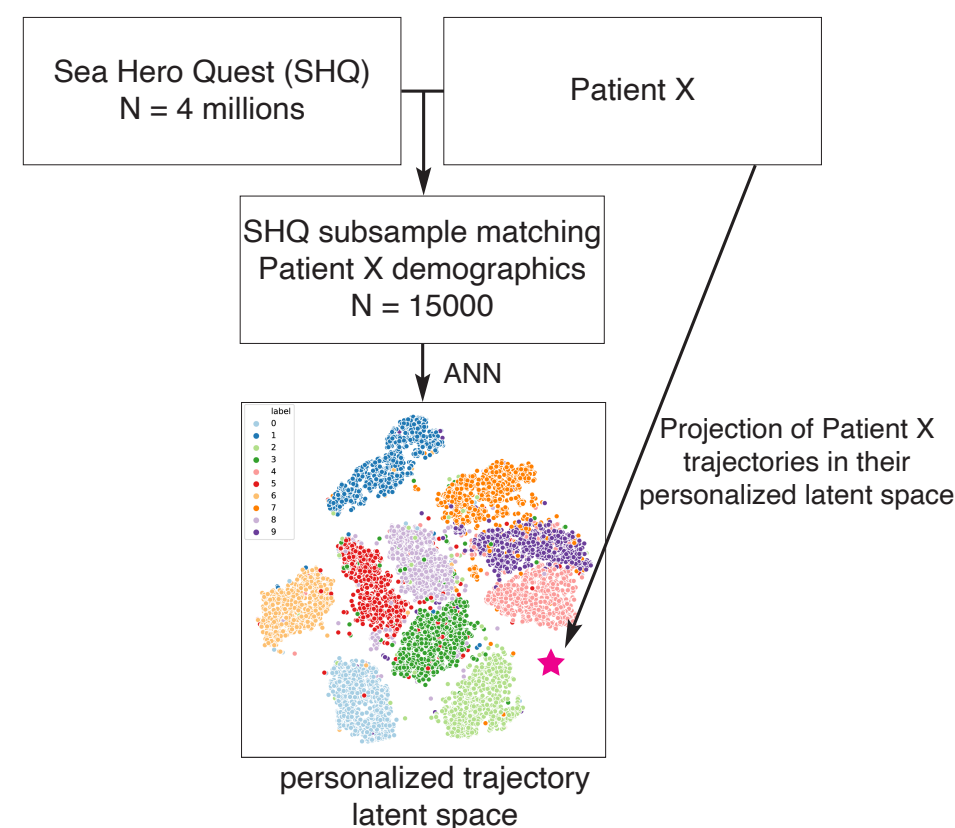 Sea Hero Quest (SHQ)
N = 4 millions
Patient X
SHQ subsample matching
Patient X demographics
N = 15000
ANN
label
0
1
2
3
4
5
6
7
8
9
Projection of Patient X
trajectories in their
personalized latent space
personalized trajectory
latent space